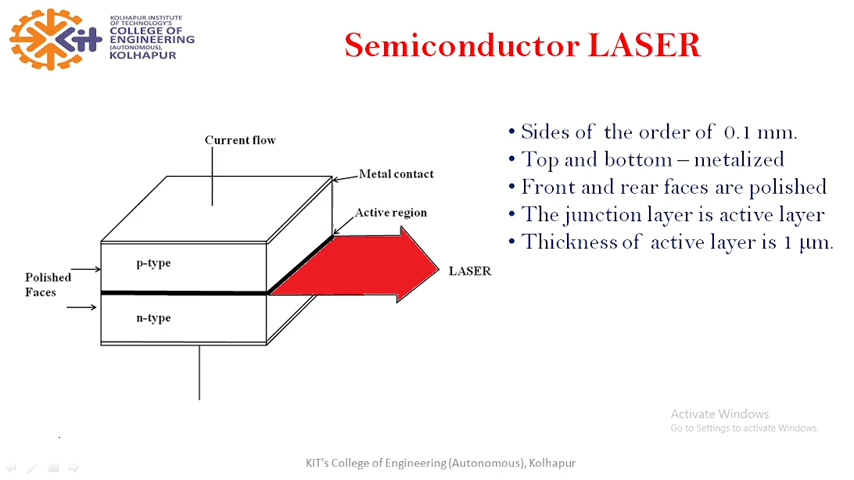 KOLHAPUR INSTITUTE
OF TECHNOLOGY'S
COLLEGE OF
ENGINEERING
(AUTONOMOUS),
KOLHAPUR
Kit
Semiconductor LASER
Current flow
Metal contact
Active region
p-type
Polished
Faces
n-type
LASER
• Sides of the order of 0.1 mm.
• Top and bottom – metalized
• Front and rear faces are polished
• The junction layer is active layer
• Thickness of active layer is 1 μm.
Activate Windows
Go to Settings to activate Windows.
KIT's College of Engineering (Autonomous), Kolhapur